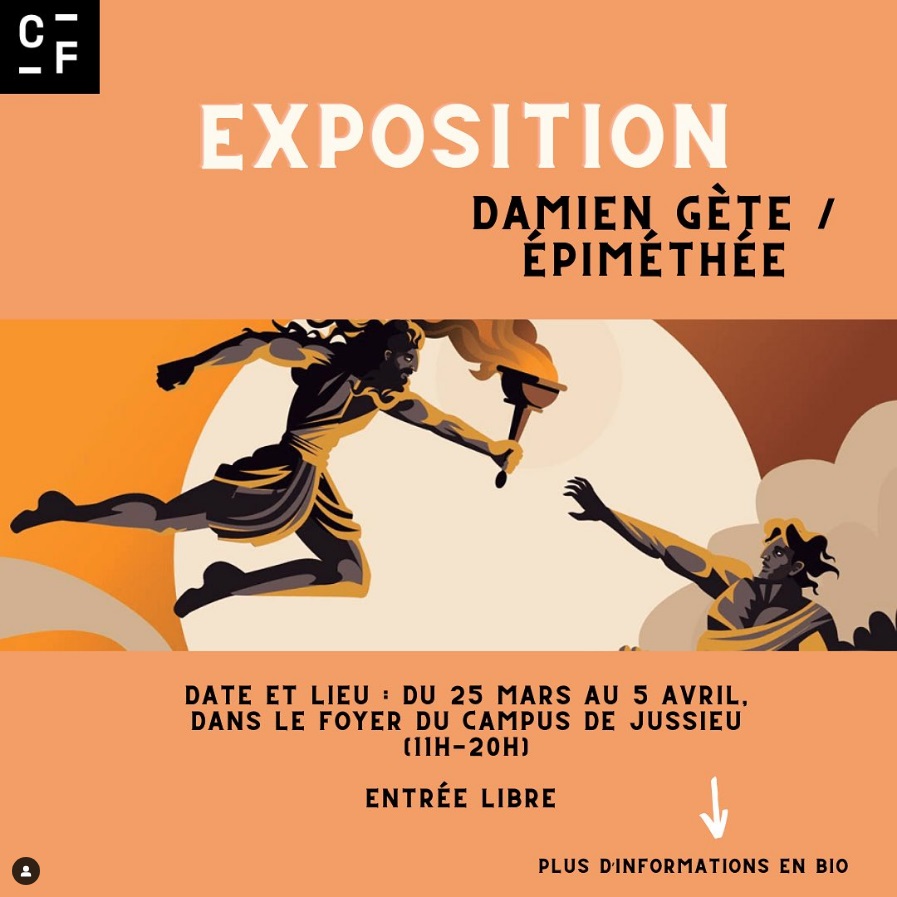 C
F
EXPOSITION
DAMIEN GÈTE /
ÉPIMÉTHÉE
DATE ET LIEU : DU 25 MARS AU 5 AVRIL,
DANS LE FOYER DU CAMPUS DE JUSSIEU
(11H-20H)
ENTRÉE LIBRE
PLUS D'INFORMATIONS EN BIO